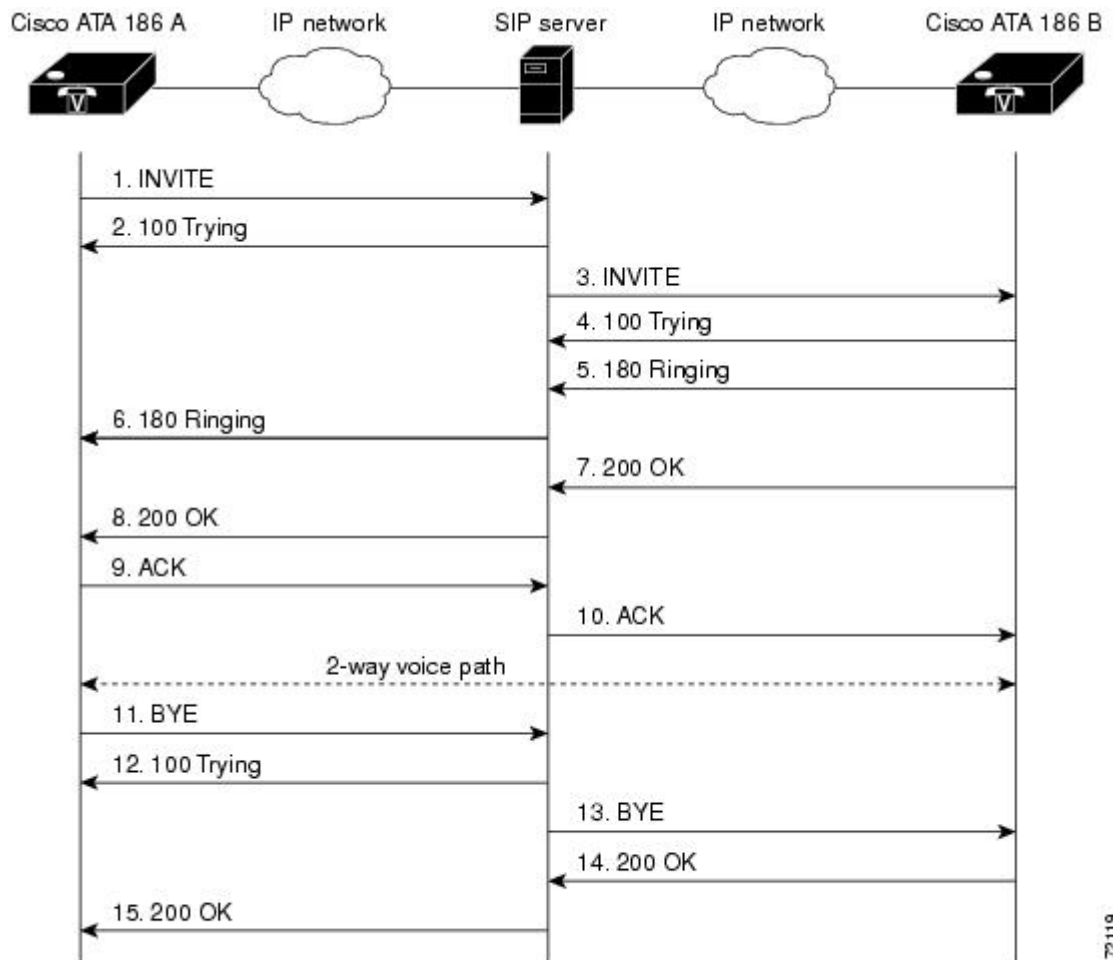 Cisco ATA 186 A
IP network
SIP server
IP network
Cisco ATA 186 B
V
V
1. INVITE
2. 100 Trying
3. INVITE
4. 100 Trying
5. 180 Ringing
6. 180 Ringing
7. 200 OK
8. 200 OK
9. ACK
10. ACK
2-way voice path
11. BYE
12. 100 Trying
13. BYE
14. 200 OK
15. 200 OK
72119